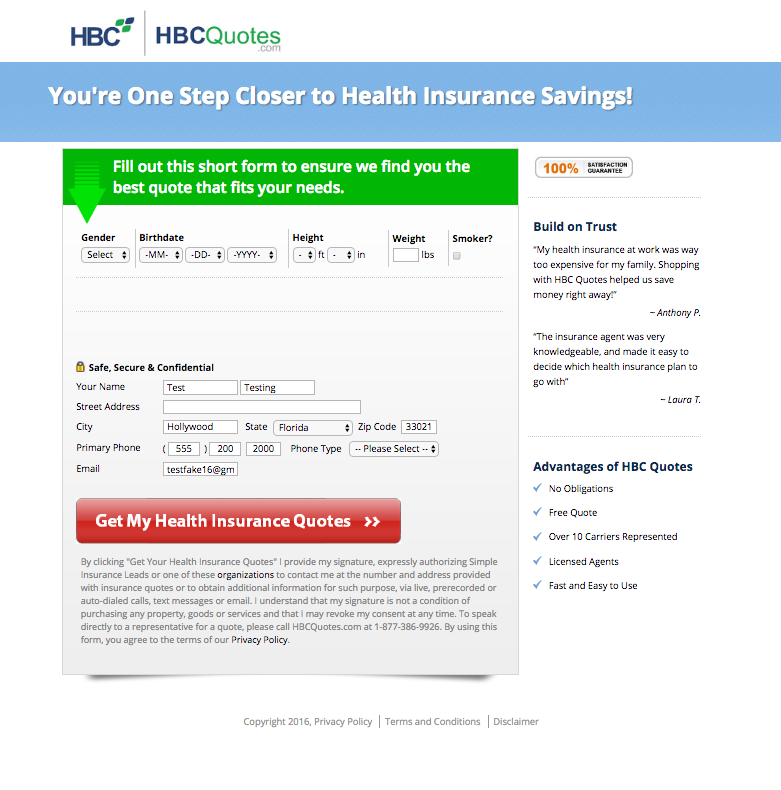 HBC HBCQuotes
.com
You're One Step Closer to Health Insurance Savings!
Fill out this short form to ensure we find you the
best quote that fits your needs.
Gender Birthdate Height Weight Smoker?
Select -MM- -DD- -YYYY- - ft - in lbs
Safe, Secure & Confidential
Your Name Test Testing
Street Address
City Hollywood State Florida Zip Code 33021
Primary Phone ( 555 ) 200 2000 Phone Type -- Please Select --
Email testfake16@gm
Get My Health Insurance Quotes >>
By clicking "Get Your Health Insurance Quotes" I provide my signature, expressly authorizing Simple
Insurance Leads or one of these organizations to contact me at the number and address provided
with insurance quotes or to obtain additional information for such purpose, via live, prerecorded or
auto-dialed calls, text messages or email. I understand that my signature is not a condition of
purchasing any property, goods or services and that I may revoke my consent at any time. To speak
directly to a representative for a quote, please call HBCQuotes.com at 1-877-386-9926. By using this
form, you agree to the terms of our Privacy Policy.
100% SATISFACTION
GUARANTEE
Build on Trust
“My health insurance at work was way
too expensive for my family. Shopping
with HBC Quotes helped us save
money right away!”
~ Anthony P.
“The insurance agent was very
knowledgeable, and made it easy to
decide which health insurance plan to
go with”
~ Laura T.
Advantages of HBC Quotes
No Obligations
Free Quote
Over 10 Carriers Represented
Licensed Agents
Fast and Easy to Use
Copyright 2016, Privacy Policy | Terms and Conditions | Disclaimer